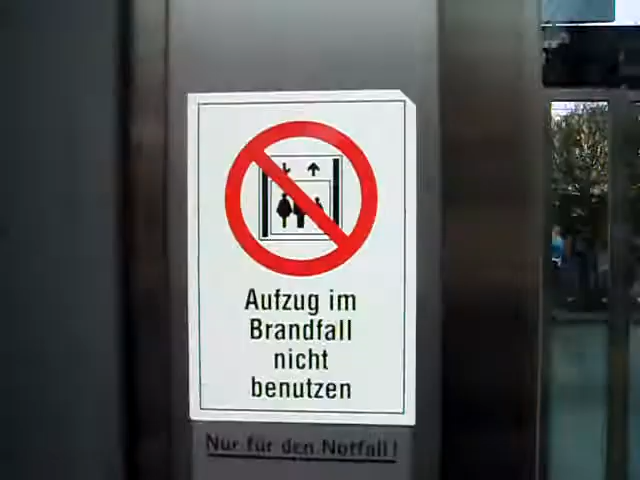 Aufzug im
Brandfall
nicht
benutzen
Nur für den Notfall!